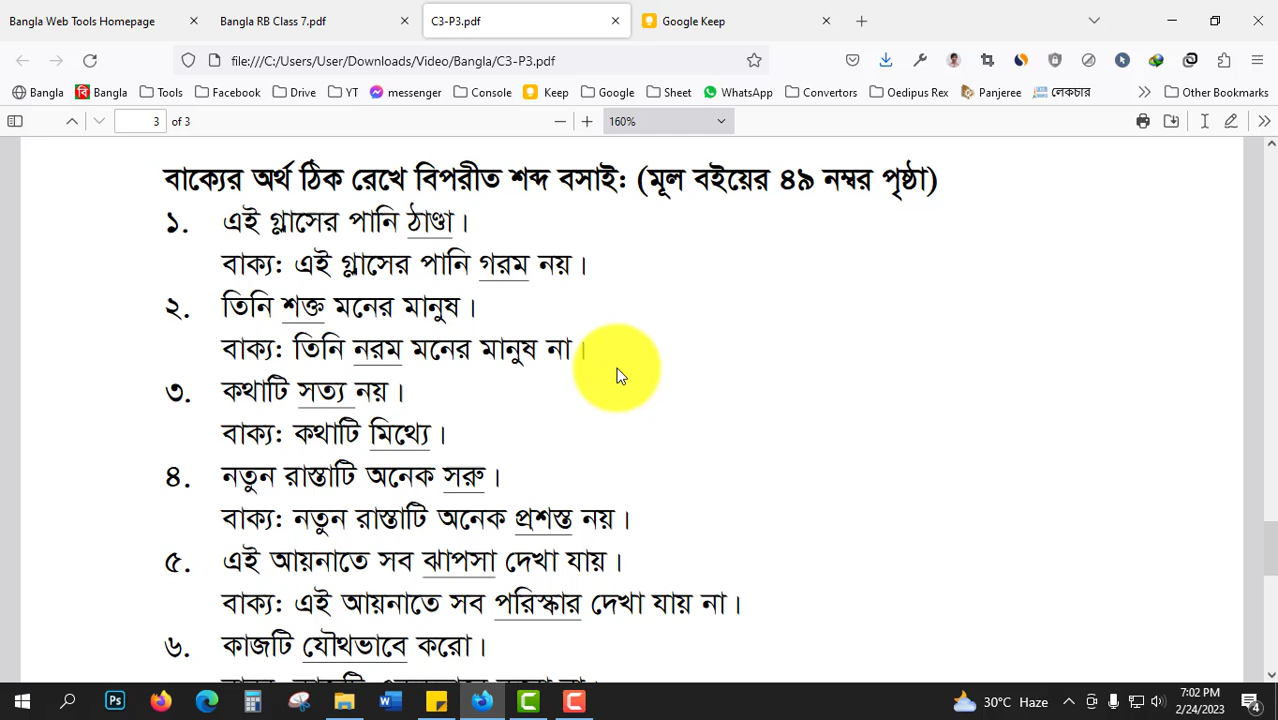 Bangla Web Tools Homepage
Bangla RB Class 7.pdf
C3-P3.pdf
Google Keep
file:///C:/Users/User/Downloads/Video/Bangla/C3-P3.pdf
Bangla
Bangla
Tools
Facebook
Drive
YT
messenger
Console
Keep
Google
Sheet
WhatsApp
Convertors
Oedipus Rex
Panjeree
লেকচার
Other Bookmarks
3 of 3
160%
বাক্যের অর্থ ঠিক রেখে বিপরীত শব্দ বসাই: (মূল বইয়ের ৪৯ নম্বর পৃষ্ঠা)
১. এই গ্লাসের পানি ঠাণ্ডা।
বাক্য: এই গ্লাসের পানি গরম নয়।
২. তিনি শক্ত মনের মানুষ।
বাক্য: তিনি নরম মনের মানুষ না।
৩. কথাটি সত্য নয়।
বাক্য: কথাটি মিথ্যে।
৪. নতুন রাস্তাটি অনেক সরু।
বাক্য: নতুন রাস্তাটি অনেক প্রশস্ত নয়।
৫. এই আয়নাতে সব ঝাপসা দেখা যায়।
বাক্য: এই আয়নাতে সব পরিস্কার দেখা যায় না।
৬. কাজটি যৌথভাবে করো।
30°C Haze
7:02 PM
2/24/2023
4